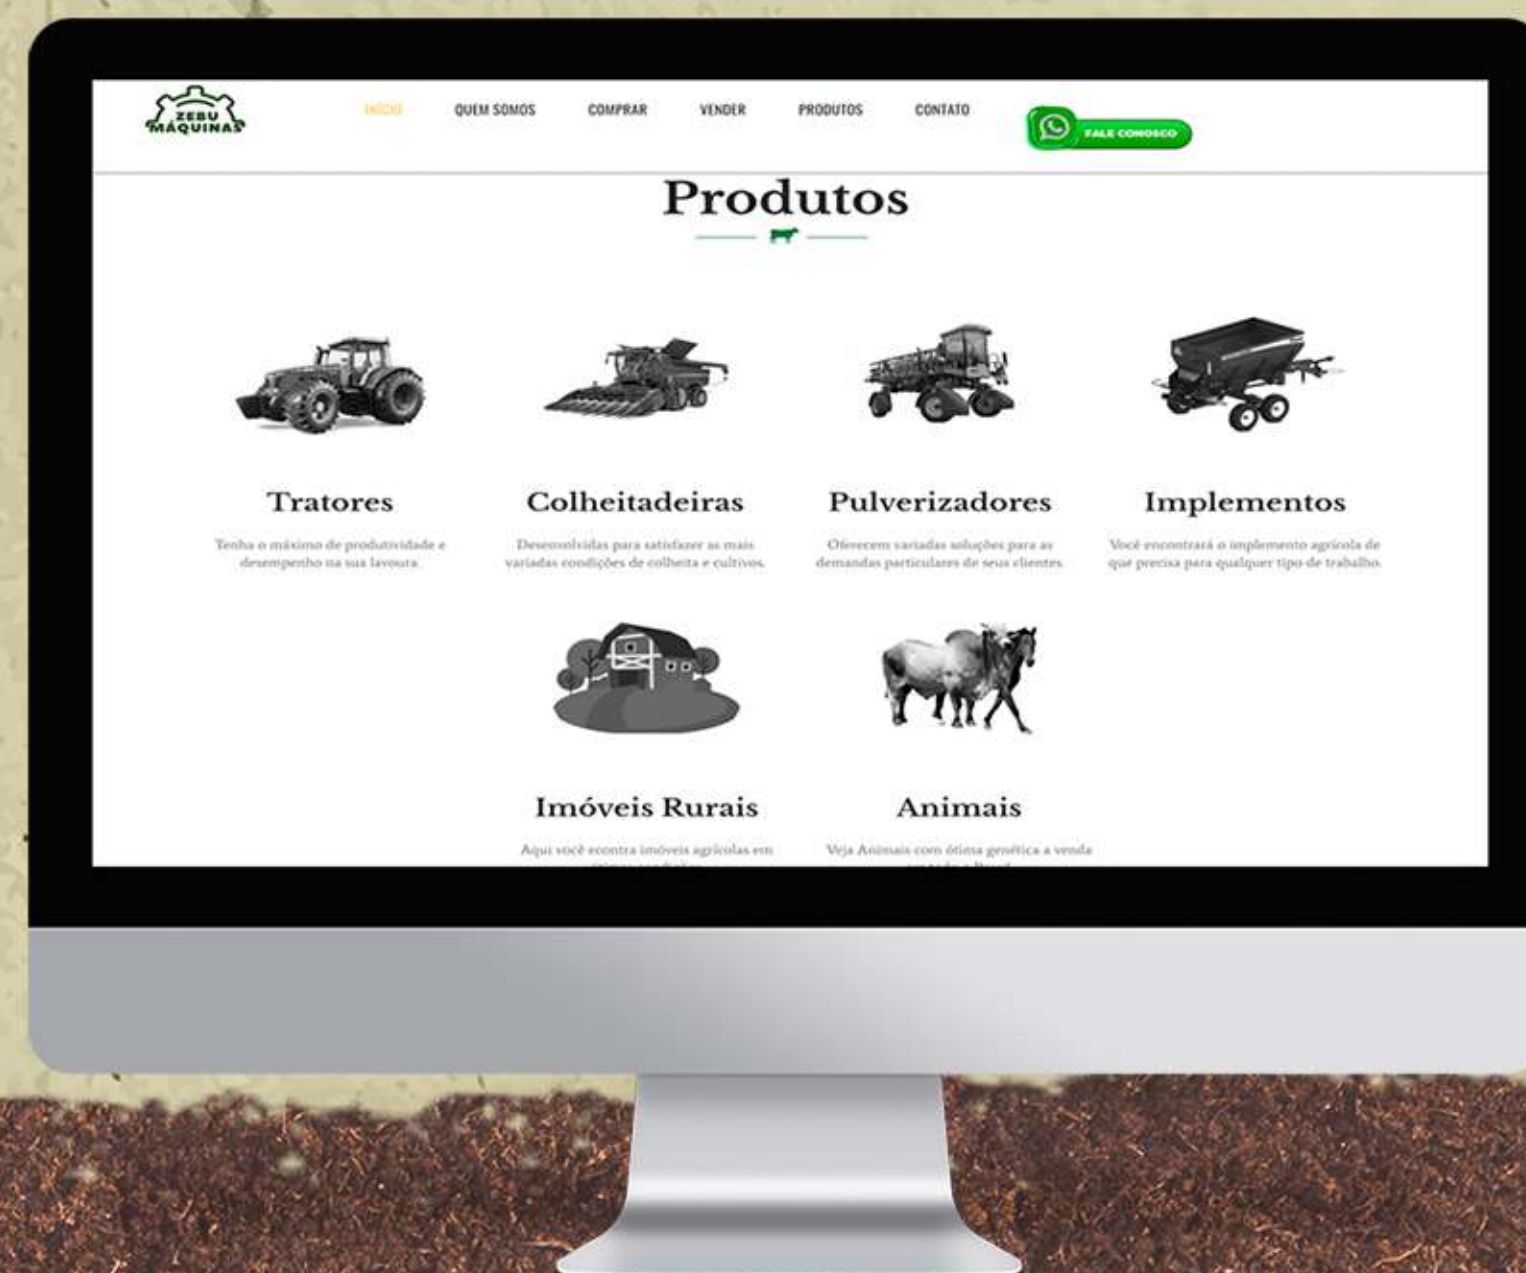 ZEBU
MÁQUINAS
INÍCIO
QUEM SOMOS
COMPRAR
VENDER
PRODUTOS
CONTATO
FALE CONOSCO
Produtos
Tratores
Tenha o máximo de produtividade e
desempenho na sua lavoura.
Colheitadeiras
Desenvolvidas para satisfazer as mais
variadas condições de colheita e cultivos.
Pulverizadores
Oferecem variadas soluções para as
demandas particulares de seus clientes.
Implementos
Você encontrará o implemento agrícola de
que precisa para qualquer tipo de trabalho.
Imóveis Rurais
Aqui você econtra imóveis agrícolas em
Animais
Veja Animais com ótima genética a venda